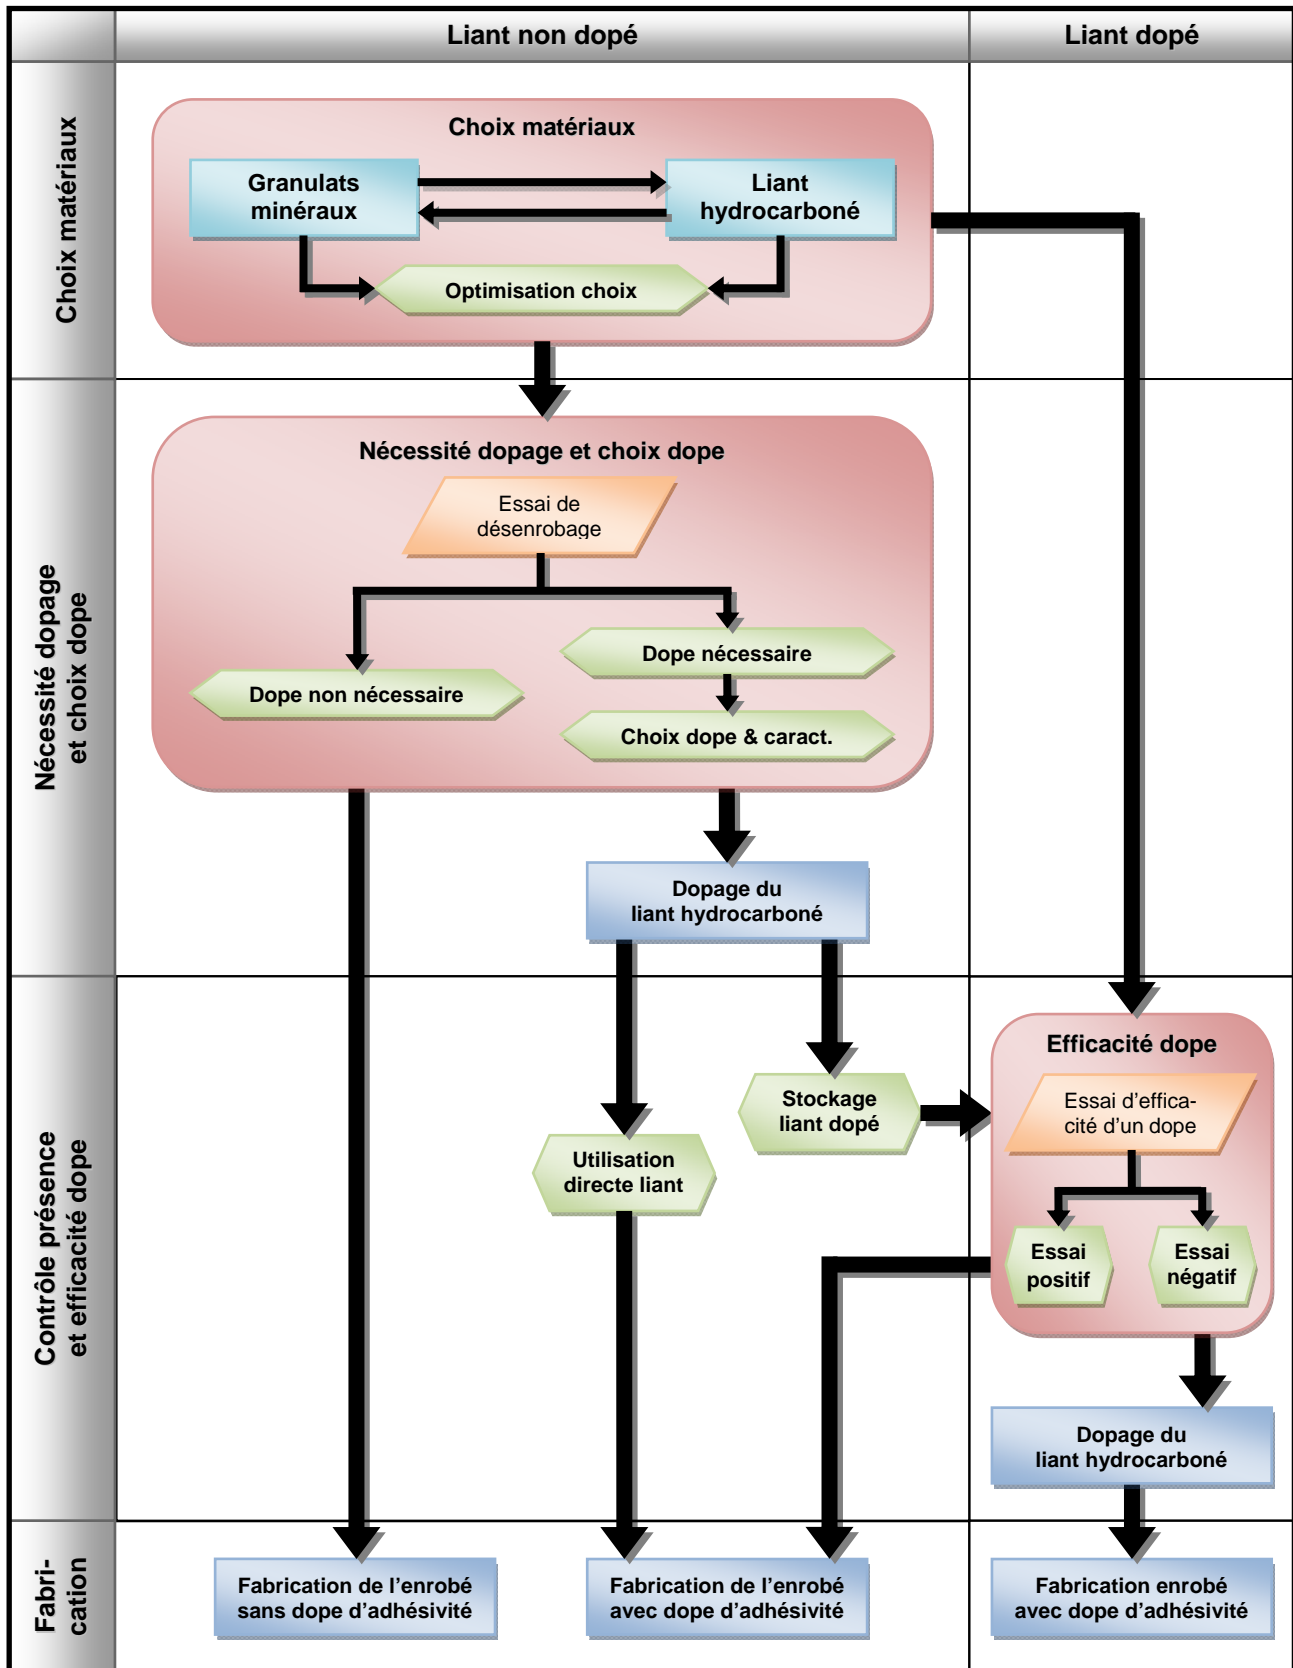 Liant non dopé
Liant dopé
Choix matériaux
Choix matériaux
Granulats
minéraux
Liant
hydrocarboné
Optimisation choix
Nécessité dopage
et choix dope
Nécessité dopage et choix dope
Essai de
désenrobage
Dope nécessaire
Dope non nécessaire
Choix dope & caract.
Dopage du
liant hydrocarboné
Contrôle présence
et efficacité dope
Efficacité dope
Stockage
liant dopé
Essai d’effica-
cité d’un dope
Utilisation
directe liant
Essai
positif
Essai
négatif
Dopage du
liant hydrocarboné
Fabri-
cation
Fabrication de l’enrobé
sans dope d’adhésivité
Fabrication de l’enrobé
avec dope d’adhésivité
Fabrication enrobé
avec dope d’adhésivité